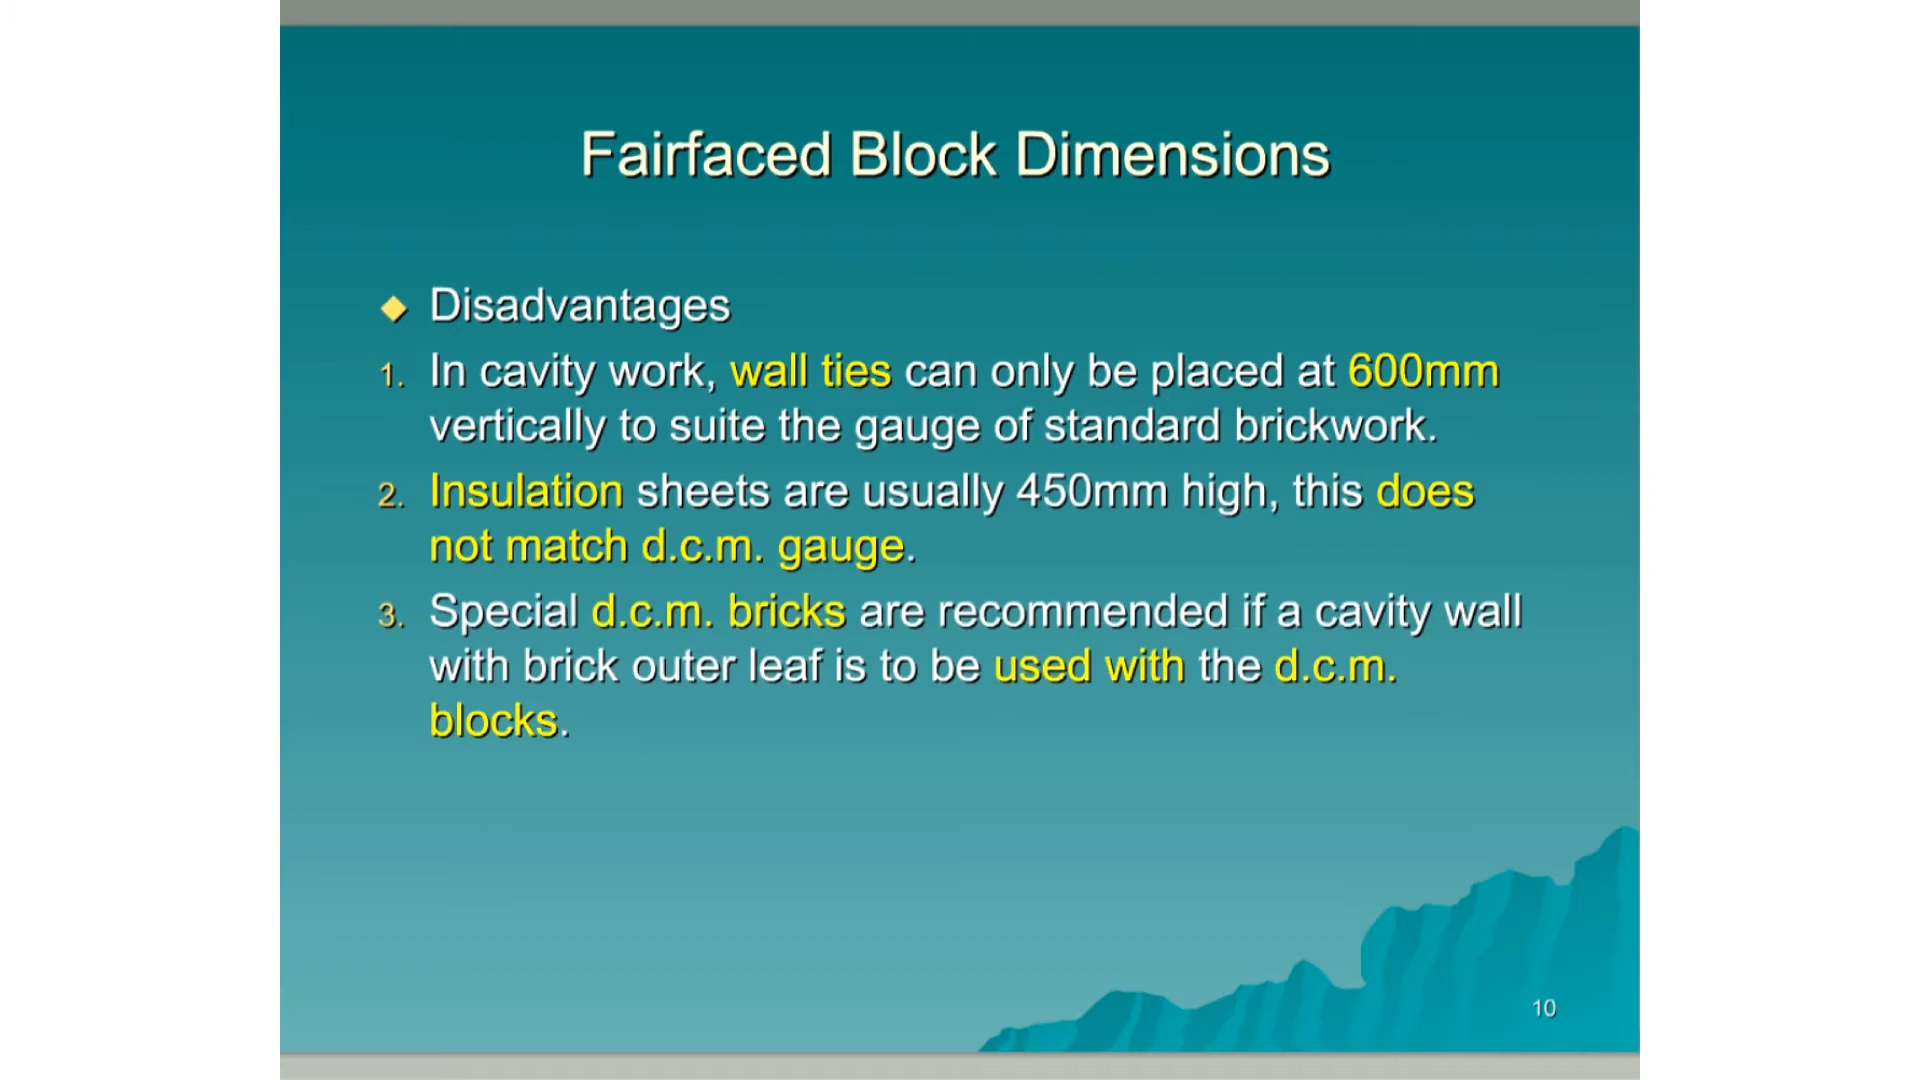 Fairfaced Block Dimensions
Disadvantages
1. In cavity work, wall ties can only be placed at 600mm
vertically to suite the gauge of standard brickwork.
2. Insulation sheets are usually 450mm high, this does
not match d.c.m. gauge.
3. Special d.c.m. bricks are recommended if a cavity wall
with brick outer leaf is to be used with the d.c.m.
blocks.
10